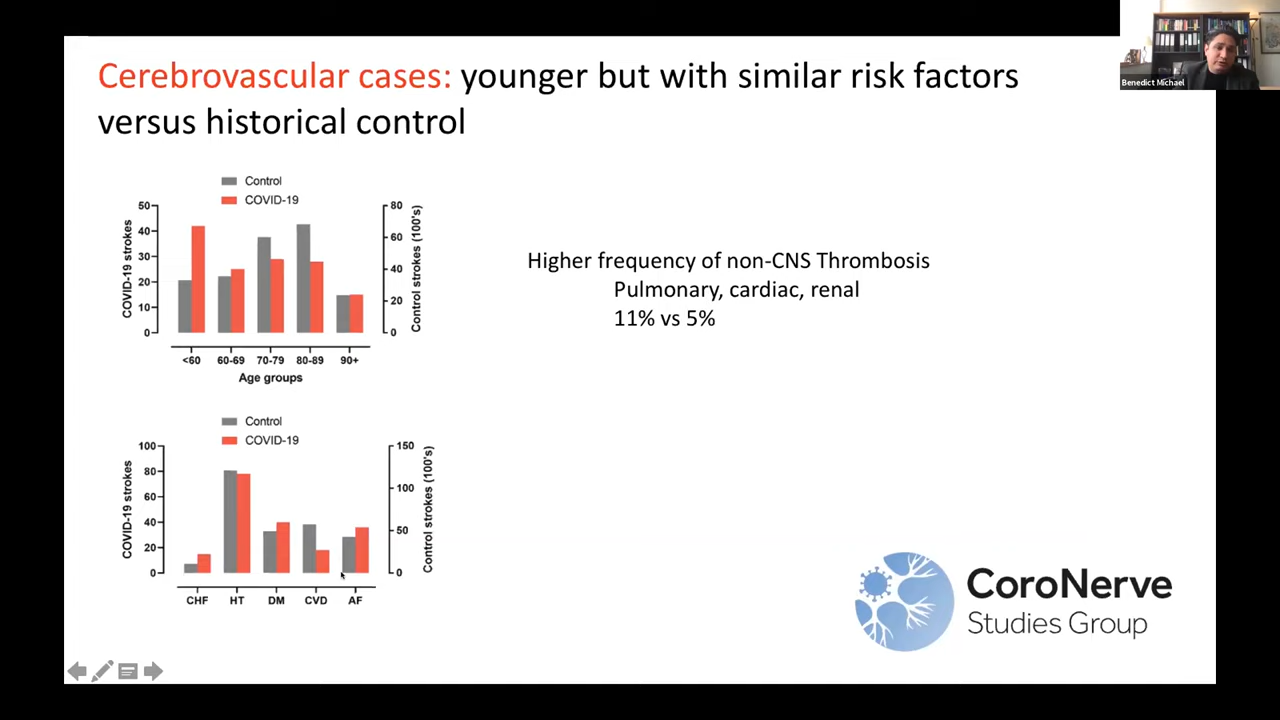 Benedict Michael
Cerebrovascular cases: younger but with similar risk factors
versus historical control
Control
COVID-19
COVID-19 strokes
50
40
30
20
10
0
80
60
40
20
0
Control strokes (100's)
<60 60-69 70-79 80-89 90+
Age groups
Higher frequency of non-CNS Thrombosis
Pulmonary, cardiac, renal
11% vs 5%
Control
COVID-19
COVID-19 strokes
100
80
60
40
20
0
150
100
50
0
Control strokes (100's)
CHF HT DM CVD AF
CoroNerve
Studies Group